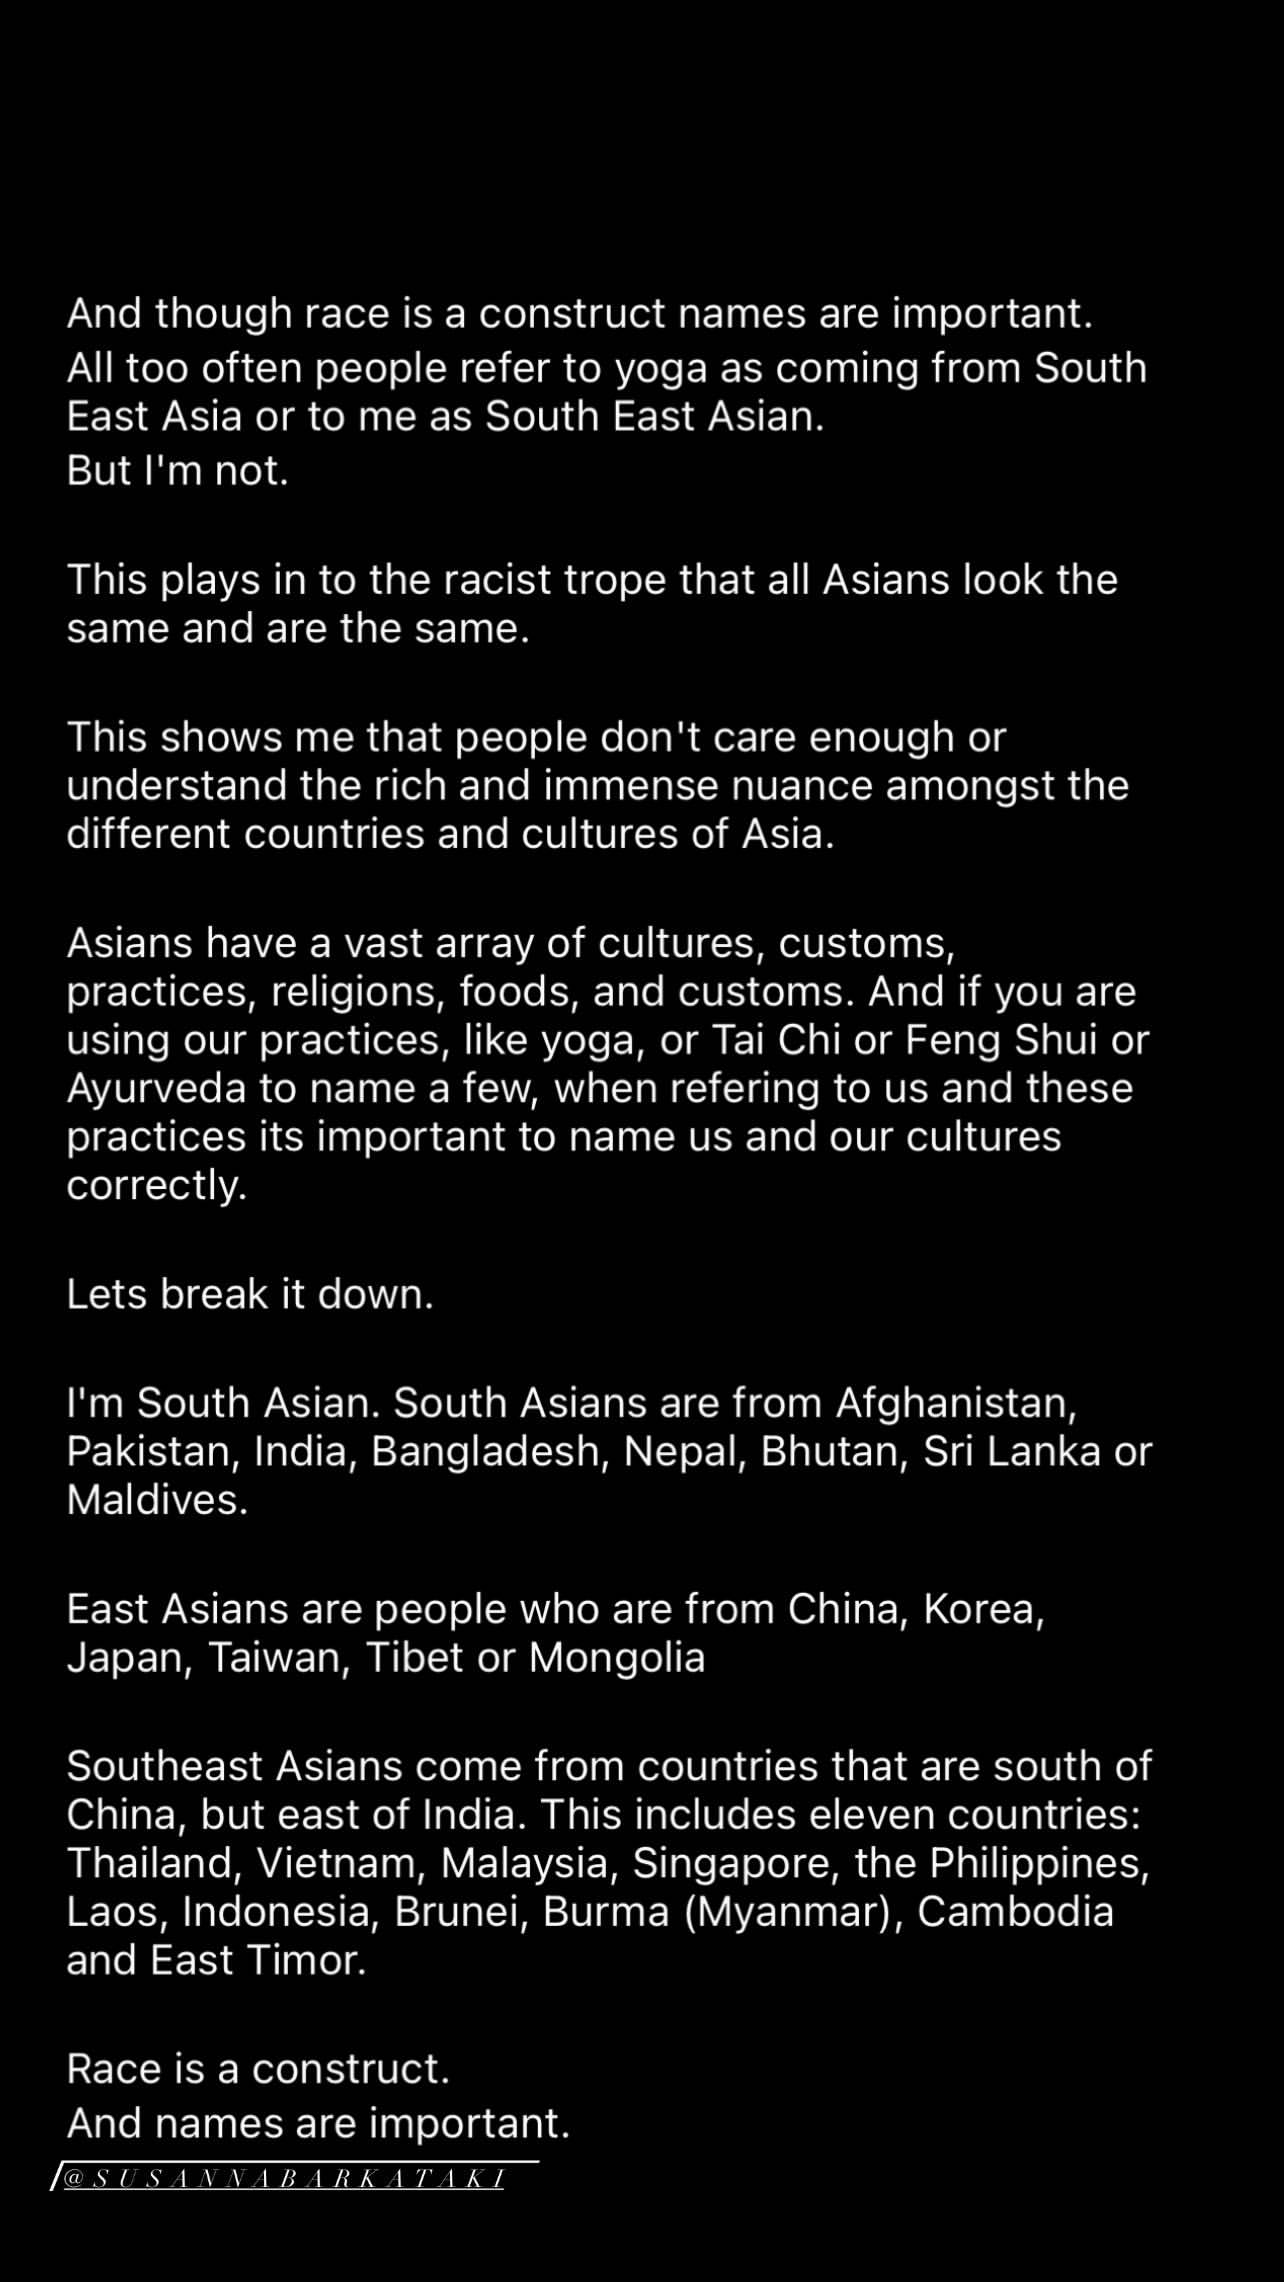 And though race is a construct names are important.
All too often people refer to yoga as coming from South
East Asia or to me as South East Asian.
But I'm not.
This plays in to the racist trope that all Asians look the
same and are the same.
This shows me that people don't care enough or
understand the rich and immense nuance amongst the
different countries and cultures of Asia.
Asians have a vast array of cultures, customs,
practices, religions, foods, and customs. And if you are
using our practices, like yoga, or Tai Chi or Feng Shui or
Ayurveda to name a few, when refering to us and these
practices its important to name us and our cultures
correctly.
Lets break it down.
I'm South Asian. South Asians are from Afghanistan,
Pakistan, India, Bangladesh, Nepal, Bhutan, Sri Lanka or
Maldives.
East Asians are people who are from China, Korea,
Japan, Taiwan, Tibet or Mongolia
Southeast Asians come from countries that are south of
China, but east of India. This includes eleven countries:
Thailand, Vietnam, Malaysia, Singapore, the Philippines,
Laos, Indonesia, Brunei, Burma (Myanmar), Cambodia
and East Timor.
Race is a construct.
And names are important.
@SUSANNABARKATAKI